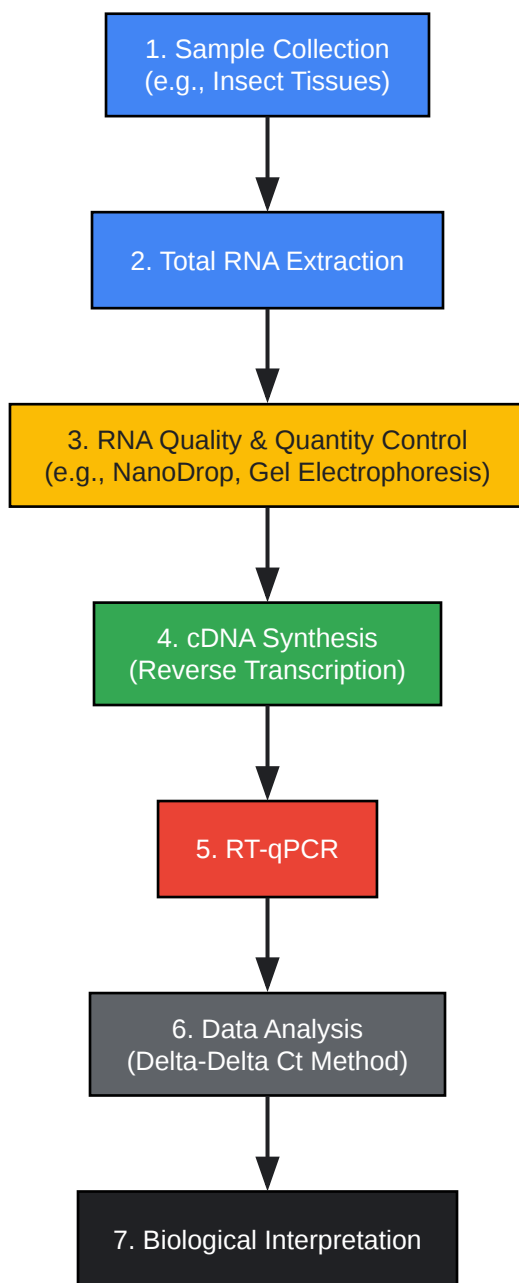 1. Sample Collection
(e.g., Insect Tissues)
2. Total RNA Extraction
3. RNA Quality & Quantity Control
(e.g., NanoDrop, Gel Electrophoresis)
4. cDNA Synthesis
(Reverse Transcription)
5. RT-qPCR
6. Data Analysis
(Delta-Delta Ct Method)
7. Biological Interpretation